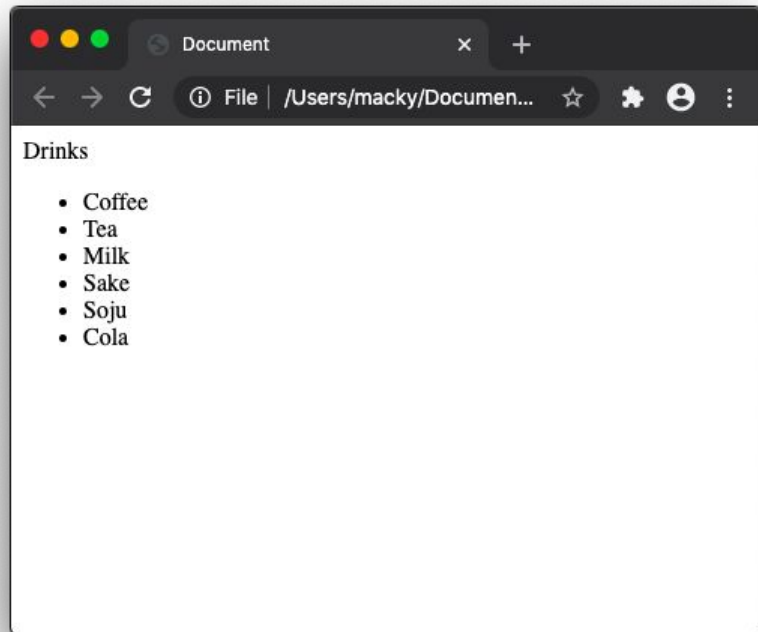 Document
File /Users/macky/Documen...
Drinks
Coffee
Tea
Milk
Sake
Soju
Cola